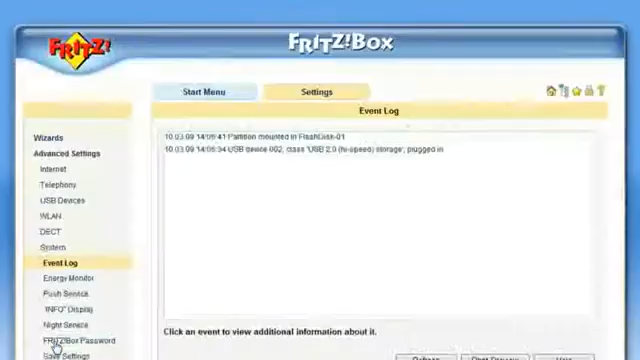 FRITZ!
FRITZ!Box
Start Menu
Settings
Event Log
Wizards
Advanced Settings
Internet
Telephony
USB Devices
WLAN
DECT
System
Event Log
Energy Monitor
Push Service
"INFO" Display
Night Service
FRITZ!Box Password
Save Settings
10.03.09 14:06:41 Partition mounted in FlashDisk-01
10.03.09 14:06:34 USB device 002, class 'USB 2.0 (hi-speed) storage', plugged in
Click an event to view additional information about it.
Refresh
Print Preview
Help